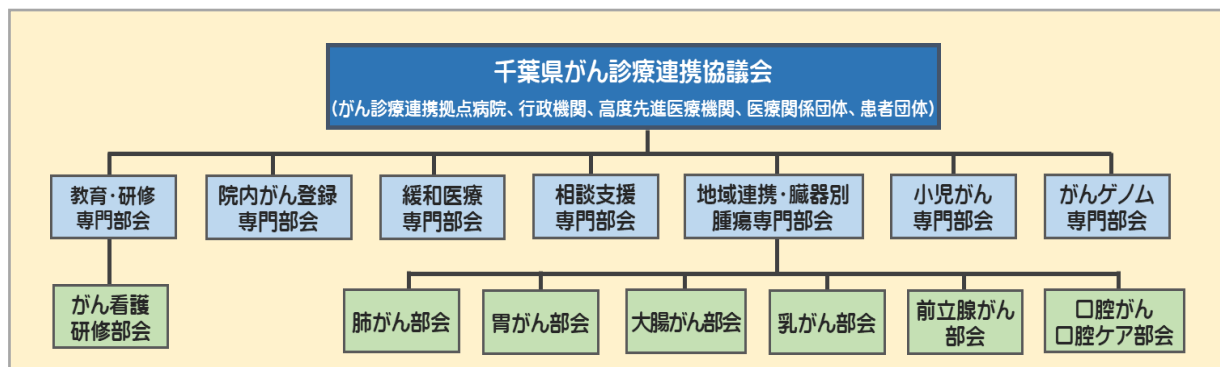 千葉県がん診療連携協議会
(がん診療連携拠点病院、行政機関、高度先進医療機関、医療関係団体、患者団体)
教育・研修
専門部会
院内がん登録
専門部会
緩和医療
専門部会
相談支援
専門部会
地域連携・臓器別
腫瘍専門部会
小児がん
専門部会
がんゲノム
専門部会
がん看護
研修部会
肺がん部会
胃がん部会
大腸がん部会
乳がん部会
前立腺がん
部会
口腔がん
口腔ケア部会